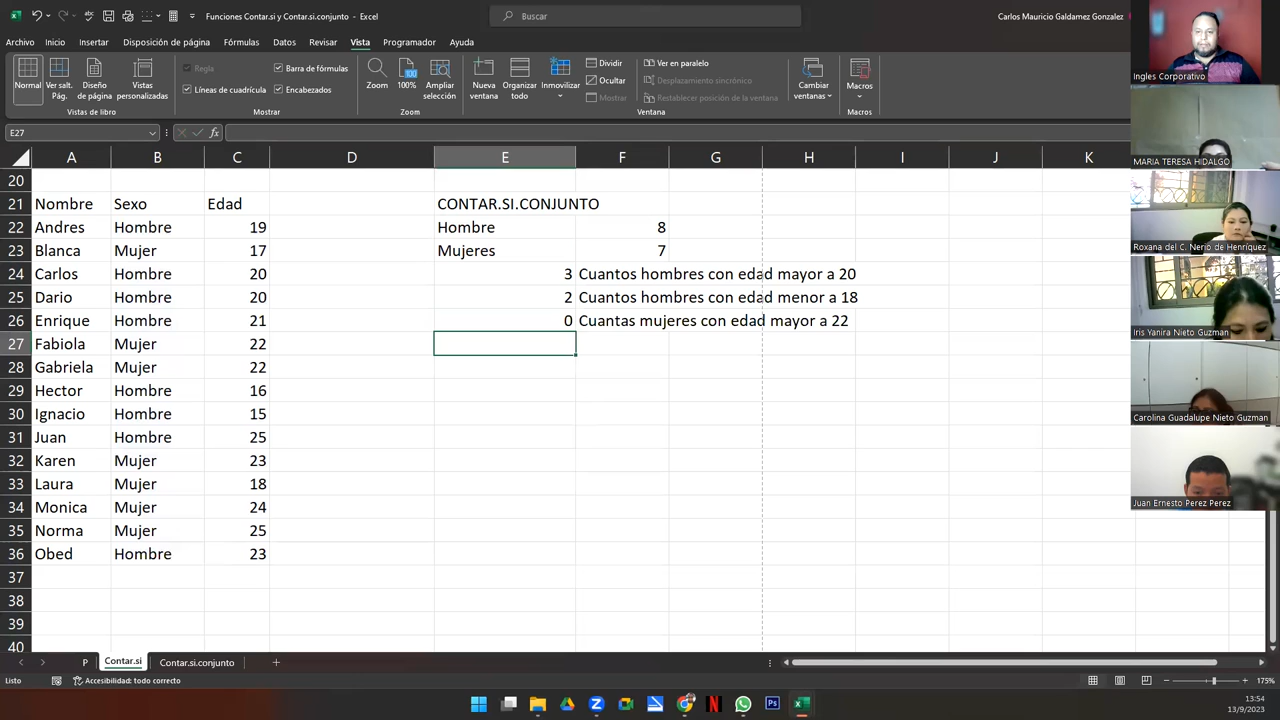 Funciones Contar.si y Contar.si.conjunto - Excel
Buscar
Carlos Mauricio Galdamez Gonzalez
Archivo Inicio Insertar Disposición de página Fórmulas Datos Revisar Vista Programador Ayuda
Normal
Ver salt. Pág.
Diseño de página
Vistas personalizadas
Regla
Barra de fórmulas
Líneas de cuadrícula
Encabezados
Zoom
100%
Ampliar selección
Nueva ventana
Organizar todo
Inmovilizar
Dividir
Ocultar
Mostrar
Ver en paralelo
Desplazamiento sincrónico
Restablecer posición de la ventana
Cambiar ventanas
Macros
Vistas de libro
Mostrar
Zoom
Ventana
Macros
E27
fx
A B C D E F G H I J K
20
21 Nombre Sexo Edad CONTAR.SI.CONJUNTO
22 Andres Hombre 19 Hombre 8
23 Blanca Mujer 17 Mujeres 7
24 Carlos Hombre 20 3 Cuantos hombres con edad mayor a 20
25 Dario Hombre 20 2 Cuantos hombres con edad menor a 18
26 Enrique Hombre 21 0 Cuantas mujeres con edad mayor a 22
27 Fabiola Mujer 22
28 Gabriela Mujer 22
29 Hector Hombre 16
30 Ignacio Hombre 15
31 Juan Hombre 25
32 Karen Mujer 23
33 Laura Mujer 18
34 Monica Mujer 24
35 Norma Mujer 25
36 Obed Hombre 23
37
38
39
40
P Contar.si Contar.si.conjunto
Listo
Accesibilidad: todo correcto
175%
13:54
13/9/2023
Ingles Corporativo
MARIA TERESA HIDALGO
Roxana del C. Nerio de Henríquez
Iris Yanira Nieto Guzman
Carolina Guadalupe Nieto Guzman
Juan Ernesto Perez Perez